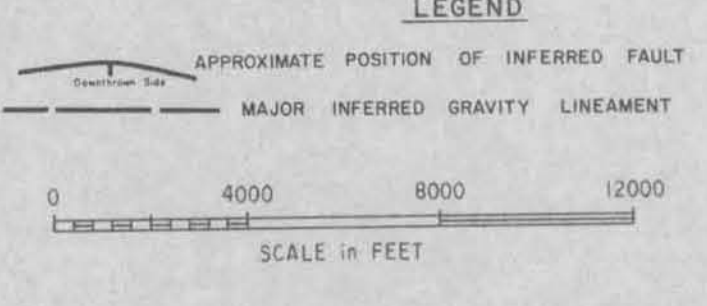 LEGEND
APPROXIMATE POSITION OF INFERRED FAULT
Downthrown Side
MAJOR INFERRED GRAVITY LINEAMENT
0 4000 8000 12000
SCALE in FEET